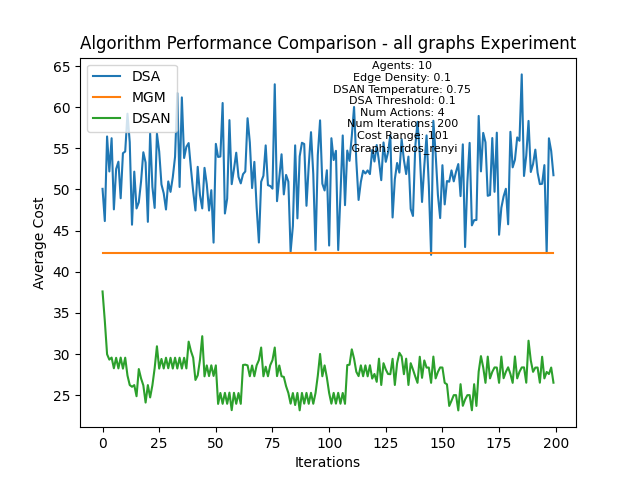 Algorithm Performance Comparison - all graphs Experiment
DSA
MGM
DSAN
Agents: 10
Edge Density: 0.1
DSAN Temperature: 0.75
DSA Threshold: 0.1
Num Actions: 4
Num Iterations: 200
Cost Range: 101
Graph: erdos_renyi
Average Cost
65
60
55
50
45
40
35
30
25
0 25 50 75 100 125 150 175 200
Iterations